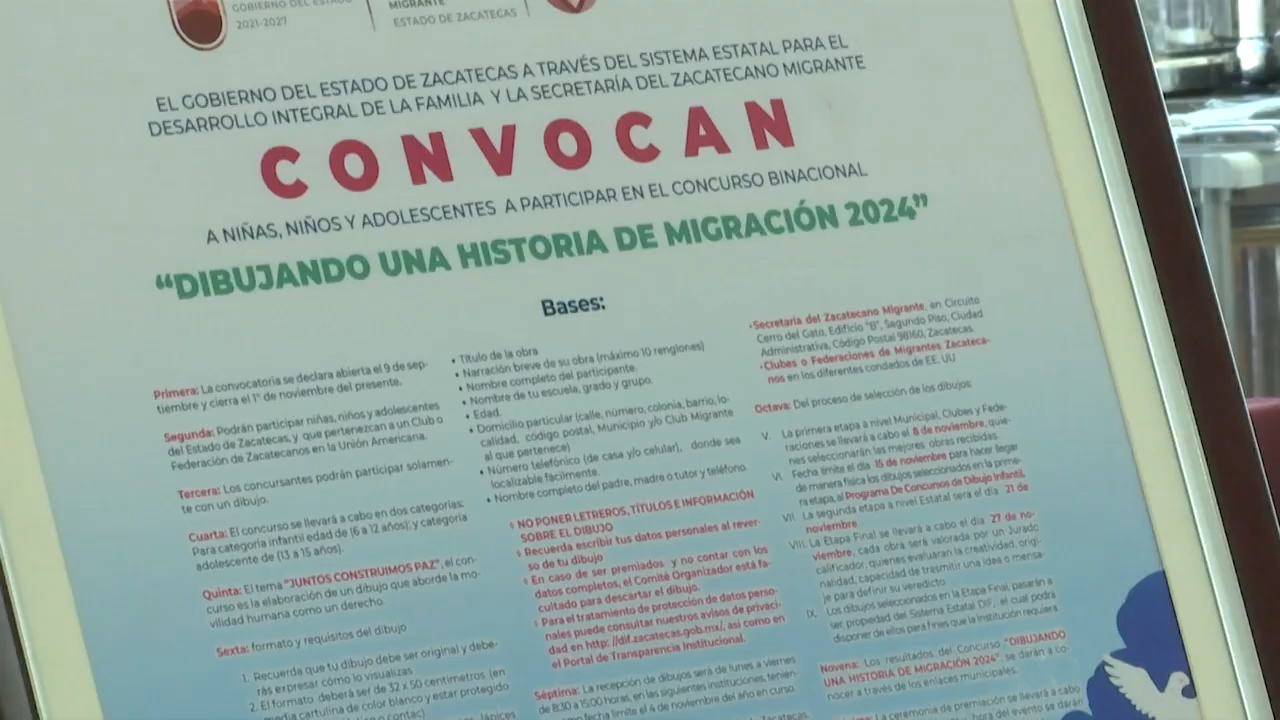 GOBIERNO DEL ESTADO
2021-2027
MIGRANTE
ESTADO DE ZACATECAS
EL GOBIERNO DEL ESTADO DE ZACATECAS A TRAVÉS DEL SISTEMA ESTATAL PARA EL
DESARROLLO INTEGRAL DE LA FAMILIA Y LA SECRETARÍA DEL ZACATECANO MIGRANTE
CONVOCAN
A NIÑAS, NIÑOS Y ADOLESCENTES A PARTICIPAR EN EL CONCURSO BINACIONAL
“DIBUJANDO UNA HISTORIA DE MIGRACIÓN 2024”
Bases:
Primera: La convocatoria se declara abierta el 9 de sep-
tiembre y cierra el 1° de noviembre del presente.
Segunda: Podrán participar niñas, niños y adolescentes
del Estado de Zacatecas, y que pertenezcan a un Club o
Federación de Zacatecanos en la Unión Americana.
Tercera: Los concursantes podrán participar solamen-
te con un dibujo.
Cuarta: El concurso se llevará a cabo en dos categorías:
Para categoría infantil edad de (6 a 12 años); y categoría
adolescente de (13 a 15 años).
Quinta: El tema "JUNTOS CONSTRUIMOS PAZ", el con-
curso es la elaboración de un dibujo que aborde la mo-
vilidad humana como un derecho.
Sexta: formato y requisitos del dibujo
1. Recuerda que tu dibujo debe ser original y debe-
rás expresar cómo lo visualizas
2. El formato deberá ser de 32 x 50 centímetros (en
media cartulina de color blanco y estar protegido
• Título de la obra
• Narración breve de su obra (máximo 10 renglones)
• Nombre completo del participante.
• Nombre de tu escuela, grado y grupo.
• Edad.
• Domicilio particular (calle, número, colonia, barrio, lo-
calidad, código postal, Municipio y/o Club Migrante
al que pertenece)
• Número telefónico (de casa y/o celular), donde sea
localizable facilmente.
• Nombre completo del padre, madre o tutor y teléfono.
◊ NO PONER LETREROS, TÍTULOS E INFORMACIÓN
SOBRE EL DIBUJO
◊ Recuerda escribir tus datos personales al rever-
so de tu dibujo
◊ En caso de ser premiados y no contar con los
datos completos, el Comité Organizador está fa-
cultado para descartar el dibujo.
◊ Para el tratamiento de protección de datos perso-
nales puede consultar nuestros avisos de privaci-
dad en http: //dif.zacatecas.gob.mx/, asi como en
el Portal de Transparencia Institucional.
Séptima: La recepción de dibujos será de lunes a viernes
de 8:30 a 15:00 horas, en las siguientes instituciones, tenien-
como fecha límite el 4 de noviembre del año en curso.
•Secretaría del Zacatecano Migrante, en Circuito
Cerro del Gato, Edificio "B", Segundo Piso, Ciudad
Administrativa, Código Postal 98160, Zacatecas.
•Clubes o Federaciones de Migrantes Zacateca-
nos en los diferentes condados de EE. UU
Octava: Del proceso de selección de los dibujos:
V. La primera etapa a nivel Municipal, Clubes y Fede-
raciones se llevará a cabo el 8 de noviembre, quie-
nes seleccionarán las mejores obras recibidas.
VI. Fecha límite el día 15 de noviembre para hacer llegar
de manera física los dibujos seleccionados en la prime-
ra etapa, al Programa De Concursos de Dibujo Infantil.
VII. La segunda etapa a nivel Estatal será el día 21 de
noviembre
VIII. La Etapa Final se llevará a cabo el día 27 de no-
viembre, cada obra será valorada por un Jurado
calificador, quienes evaluaran la creatividad, origi-
nalidad, capacidad de trasmitir una idea o mensa-
je para definir su veredicto
IX. Los dibujos seleccionados en la Etapa Final, pasarán a
ser propiedad del Sistema Estatal DIF, el cual podrá
disponer de ellos para fines que la Institución requiera
Novena: Los resultados del Concurso "DIBUJANDO
UNA HISTORIA DE MIGRACIÓN 2024", se darán a co-
nocer a través de los enlaces municipales.
La ceremonia de premiación se llevará a cabo
hora del evento se darán